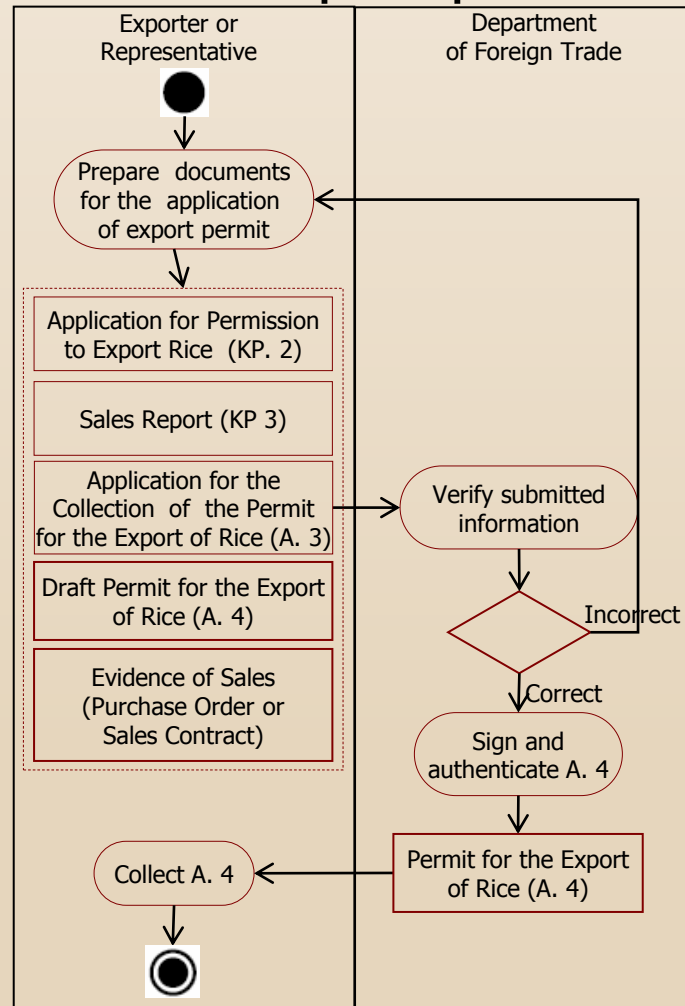 Exporter or
Representative
Department
of Foreign Trade
Prepare documents
for the application
of export permit
Application for Permission
to Export Rice (KP. 2)
Sales Report (KP 3)
Application for the
Collection of the Permit
for the Export of Rice (A. 3)
Verify submitted
information
Draft Permit for the Export
of Rice (A. 4)
Incorrect
Evidence of Sales
(Purchase Order or
Sales Contract)
Correct
Sign and
authenticate A. 4
Permit for the Export
of Rice (A. 4)
Collect A. 4